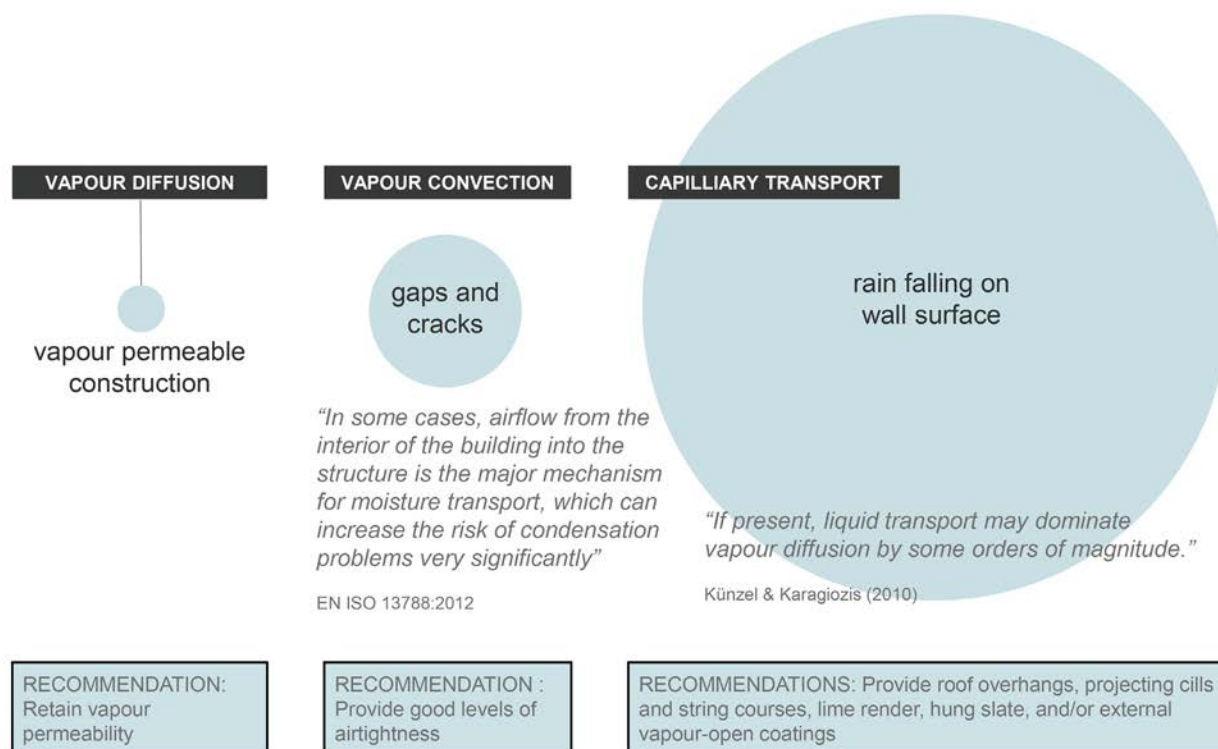 VAPOUR DIFFUSION
vapour permeable
construction
RECOMMENDATION:
Retain vapour
permeability
VAPOUR CONVECTION
gaps and
cracks
“In some cases, airflow from the
interior of the building into the
structure is the major mechanism
for moisture transport, which can
increase the risk of condensation
problems very significantly”
EN ISO 13788:2012
RECOMMENDATION :
Provide good levels of
airtightness
CAPILLIARY TRANSPORT
rain falling on
wall surface
“If present, liquid transport may dominate
vapour diffusion by some orders of magnitude.”
Künzel & Karagiozis (2010)
RECOMMENDATIONS: Provide roof overhangs, projecting cills
and string courses, lime render, hung slate, and/or external
vapour-open coatings